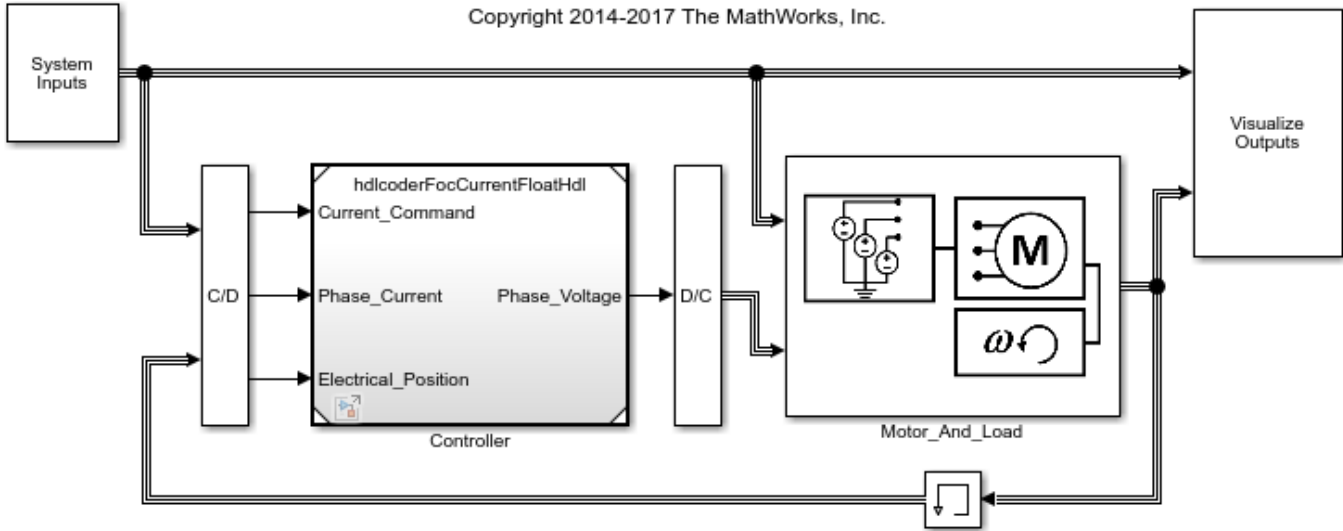 Copyright 2014-2017 The MathWorks, Inc.
System
Inputs
Visualize
Outputs
C/D
hdlcoderFocCurrentFloatHdl
Current_Command
Phase_Current
Phase_Voltage
Electrical_Position
Controller
D/C
M
ω
Motor_And_Load